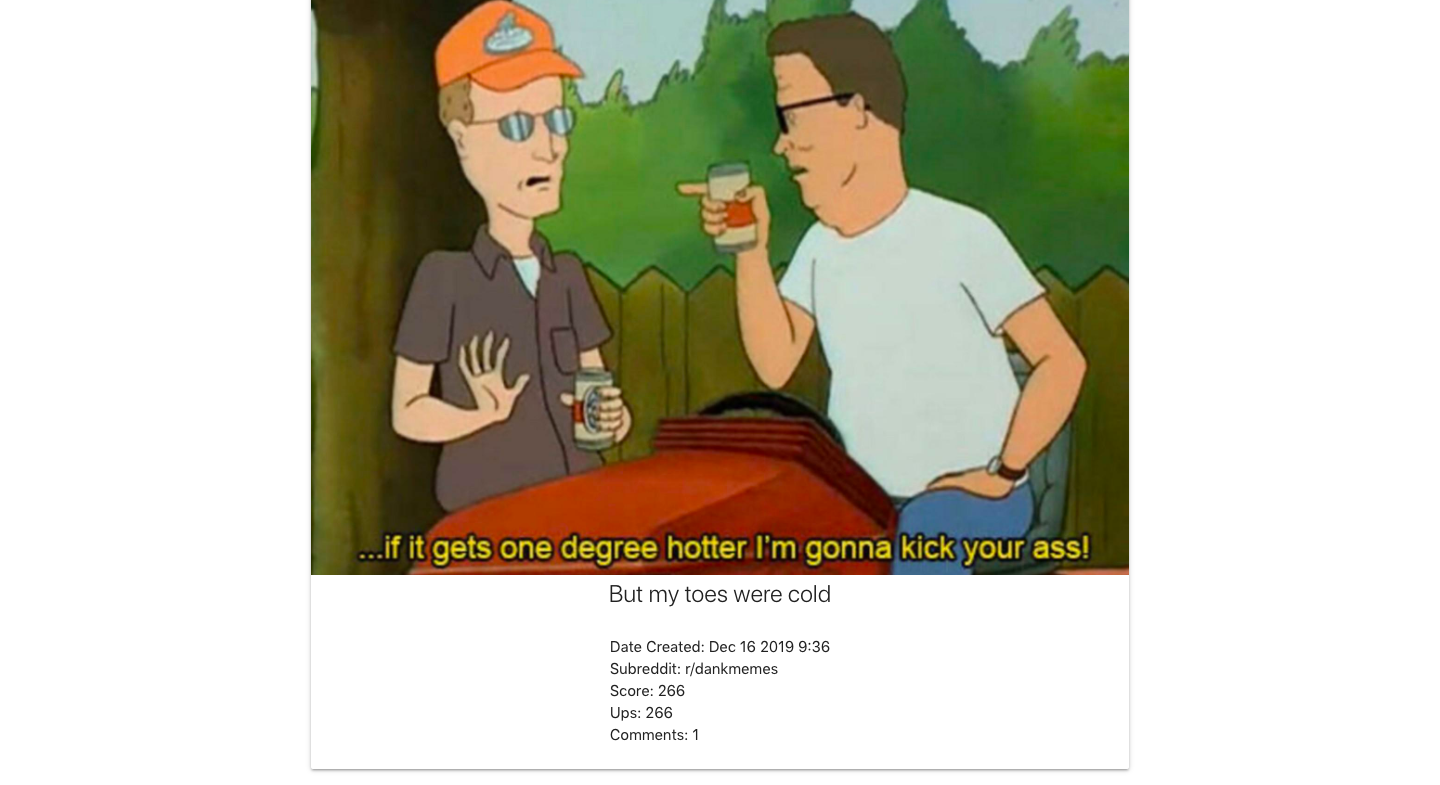 ...if it gets one degree hotter I'm gonna kick your ass!
But my toes were cold
Date Created: Dec 16 2019 9:36
Subreddit: r/dankmemes
Score: 266
Ups: 266
Comments: 1